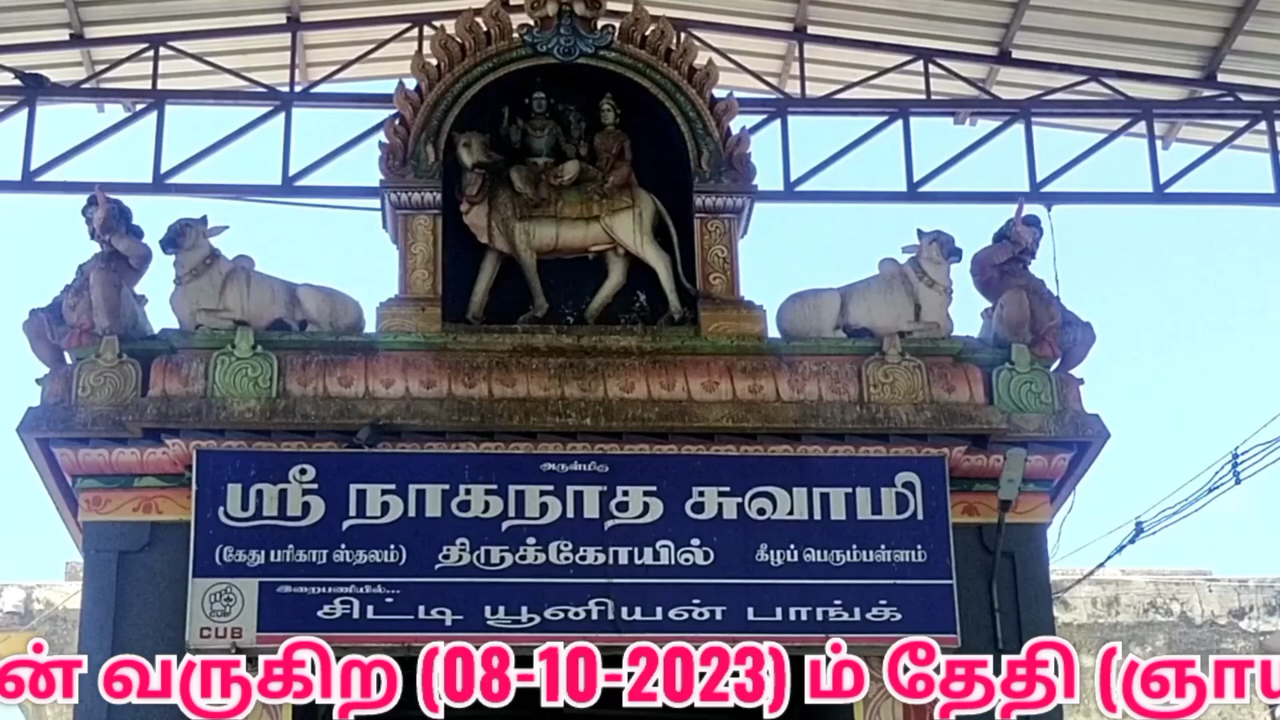 அருள்மிகு
ஸ்ரீ நாகநாத சுவாமி
(கேது பரிகார ஸ்தலம்) திருக்கோயில் கீழப் பெரும்பள்ளம்
இறைபணியில்...
சிட்டி யூனியன் பாங்க்
CUB
ன் வருகிற (08-10-2023) ம் தேதி (ஞாயு